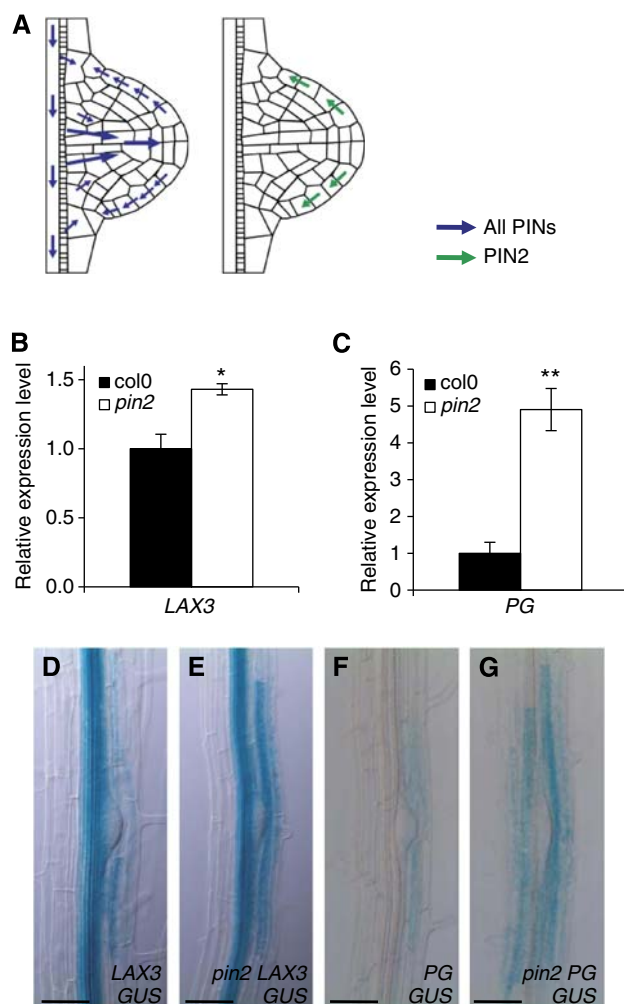 A
All PINs
PIN2
B
Relative expression level
1.5
1.0
0.5
0.0
*
col0
pin2
LAX3
C
Relative expression level
6
5
4
3
2
1
0
**
col0
pin2
PG
D
LAX3
GUS
E
pin2 LAX3
GUS
F
PG
GUS
G
pin2 PG
GUS